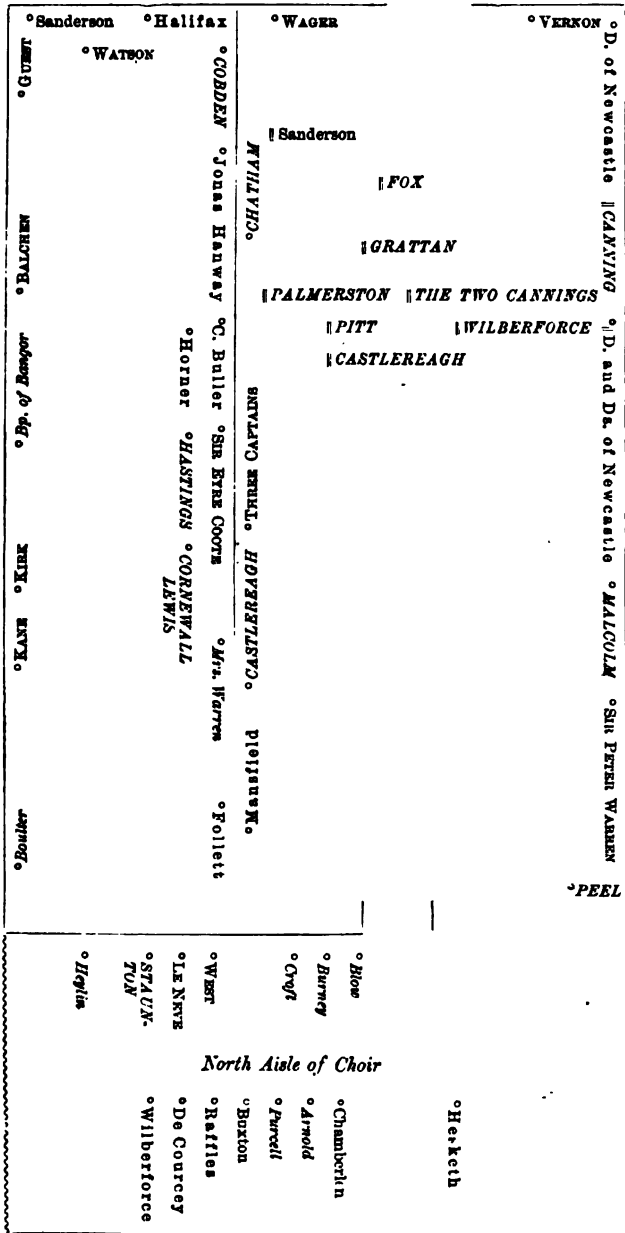 °Sanderson °Halifax °WAGER °VERNON
°WATSON
°GUEST
°COBDEN
°D. of Newcastle
‖Sanderson
°Jonas Hanway
°CHATHAM
‖FOX
‖CANNING
‖GRATTAN
°BALCHEN
‖PALMERSTON ‖THE TWO CANNINGS
‖PITT ‖WILBERFORCE
‖CASTLEREAGH
°Bp. of Bangor
°Horner
°C. Buller
°D. and Ds. of Newcastle
°HASTINGS
°SIR EYRE COOTE
°THREE CAPTAINS
°KIRK
°CORNEWALL
LEWIS
°CASTLEREAGH
°MALCOLM
°KANE
°Mrs. Warren
°SIR PETER WARREN
Mansfield°
°Boulter
°Follett
°PEEL
°Heylin
°STAUN-
TON
°LE NEVE
°WEST
°Croft
°Burney
°Blow
North Aisle of Choir
°Wilberforce
°De Courcey
°Raffles
°Buxton
°Purcell
°Arnold
°Chamberlen
°Hesketh